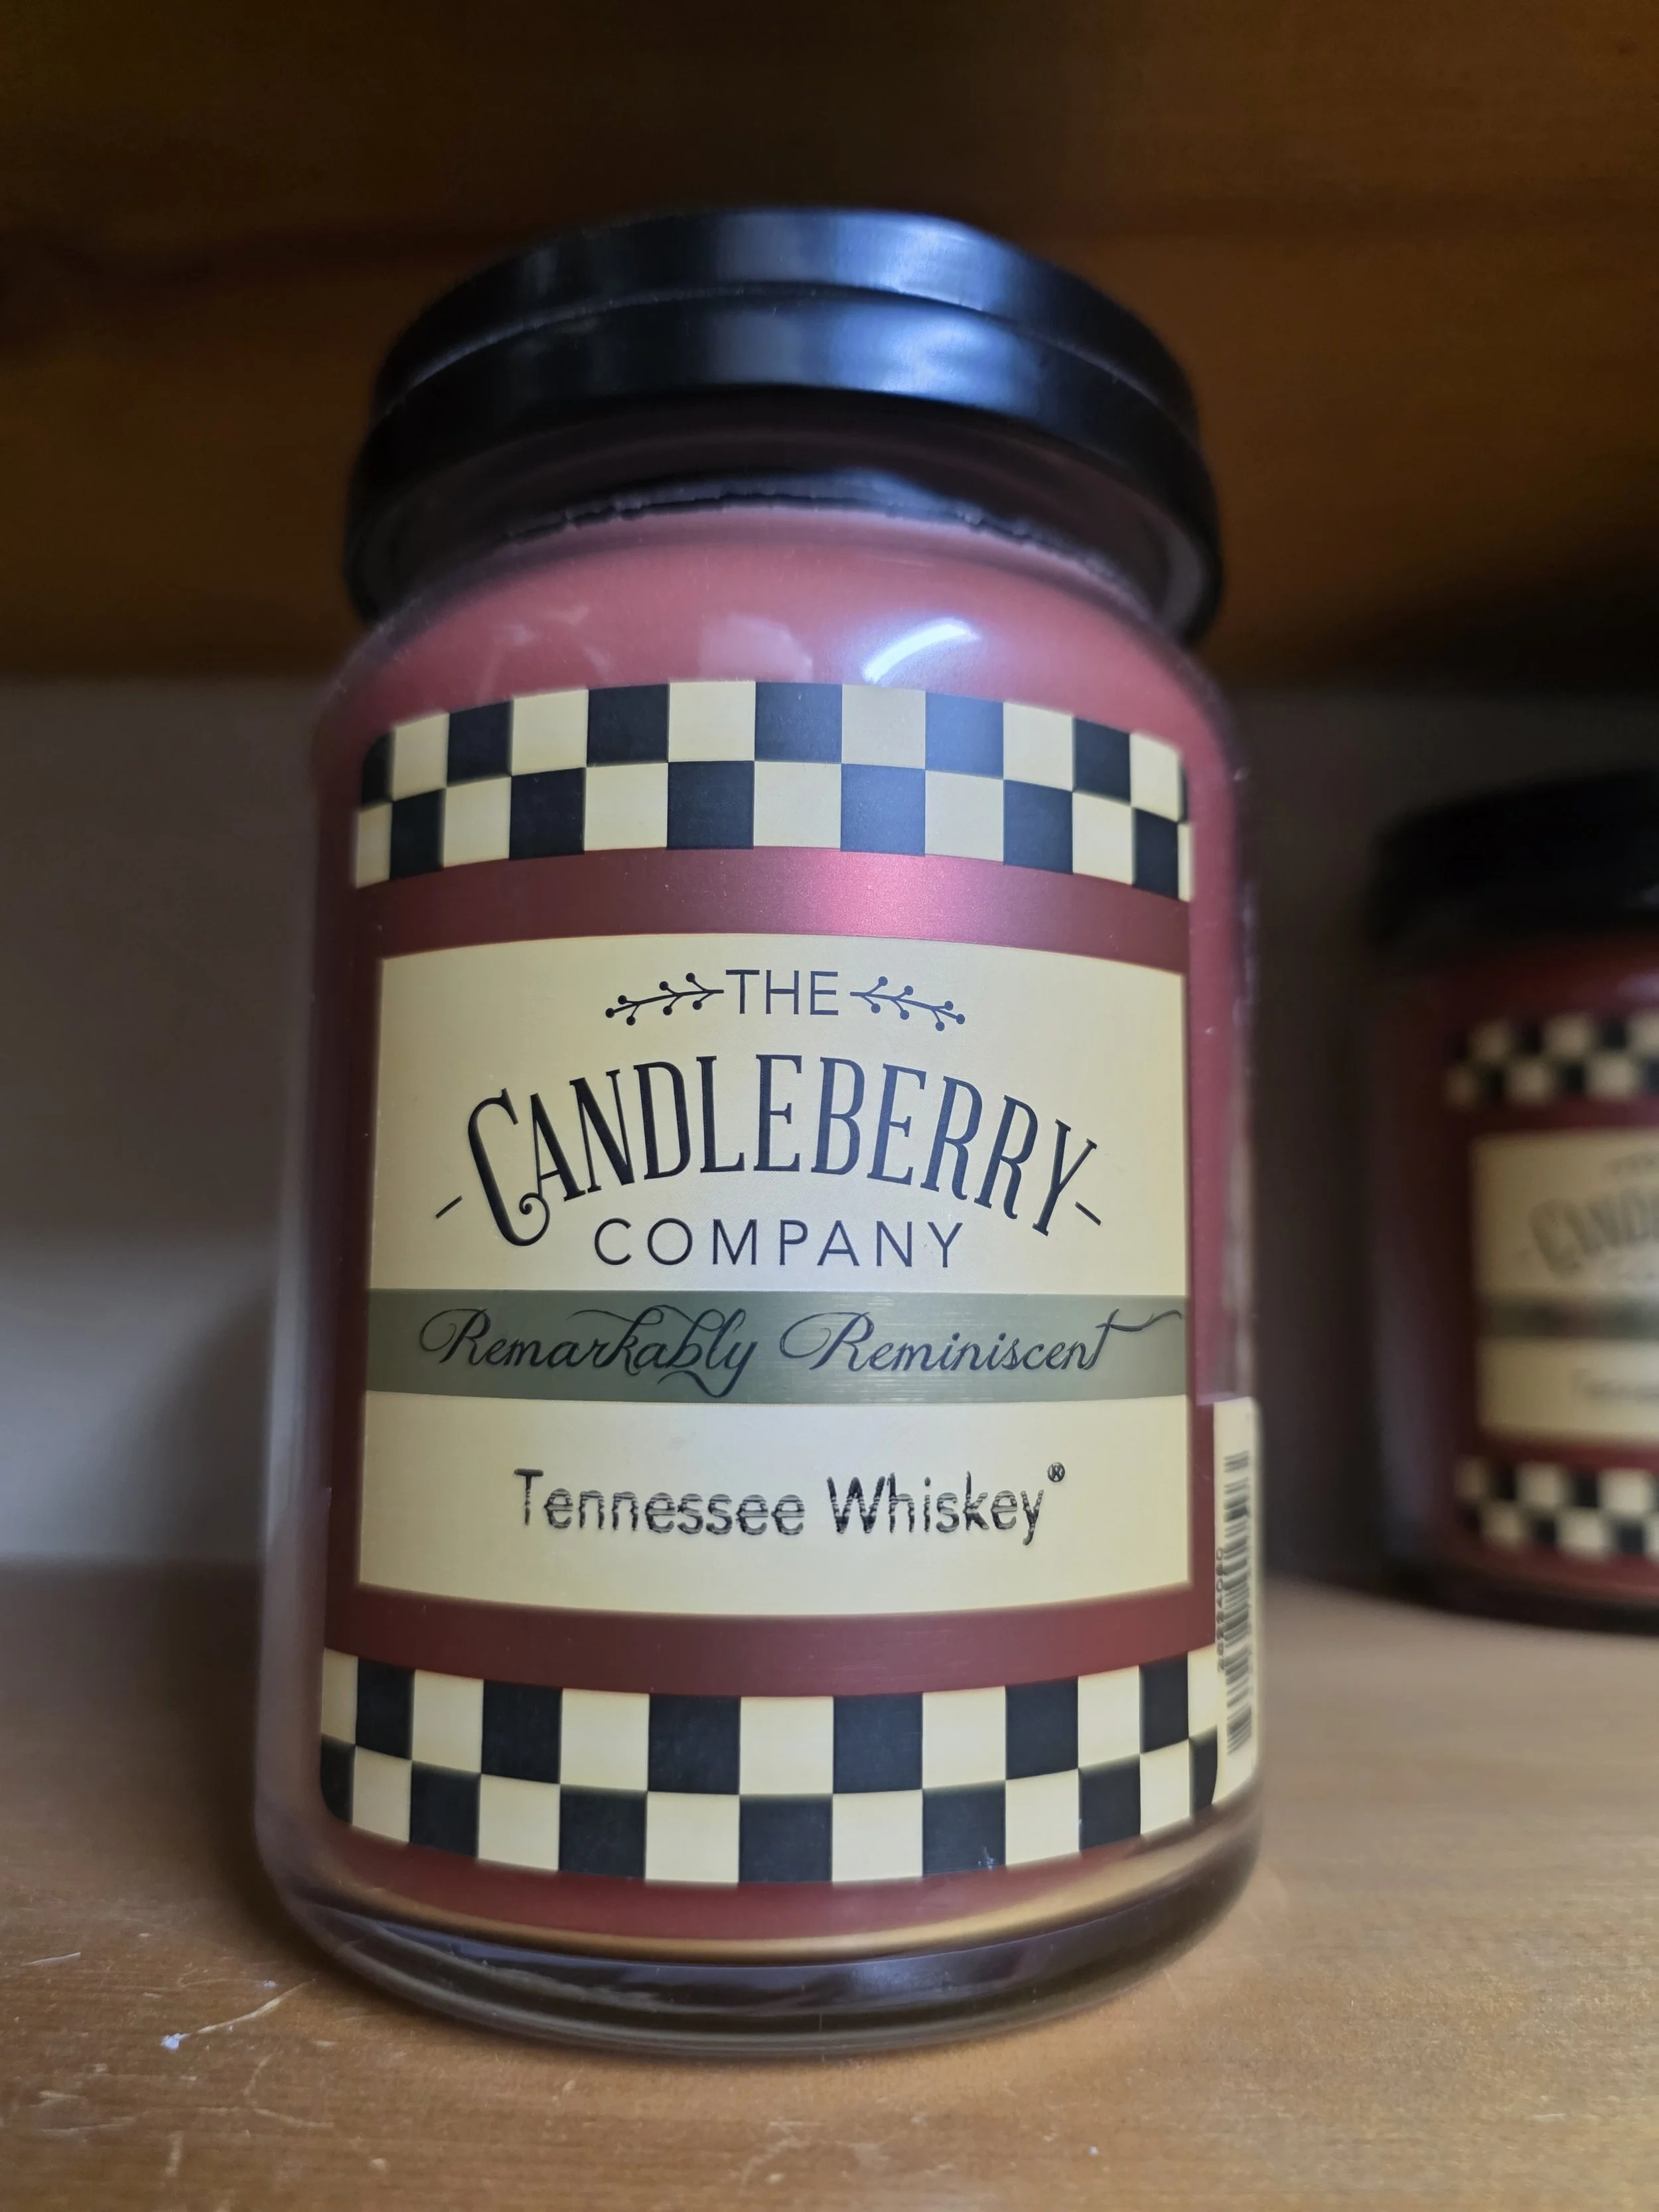 THE
CANDLEBERRY
COMPANY
Remarkably Reminiscent
Tennessee Whiskey®